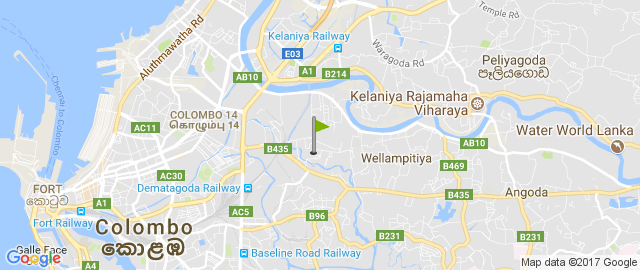 Temple Rd
Kelaniya Railway
Waragoda Rd
E03
Aluthmawatha Rd
Peliyagoda
පෑලියගොඩ
A1
B214
AB10
Chennai to Colombo
Kelaniya Rajamaha
Viharaya
COLOMBO 14
கொழும்பு 14
AC11
Water World Lanka
AB10
B435
Wellampitiya
B469
AC30
Dematagoda Railway
FORT
කොටුව
B435
Angoda
A1
AC5
Fort Railway
B96
Colombo
කොළඹ
B231
B231
Galle Face
Baseline Road Railway
A4
Google
Map data ©2017 Google